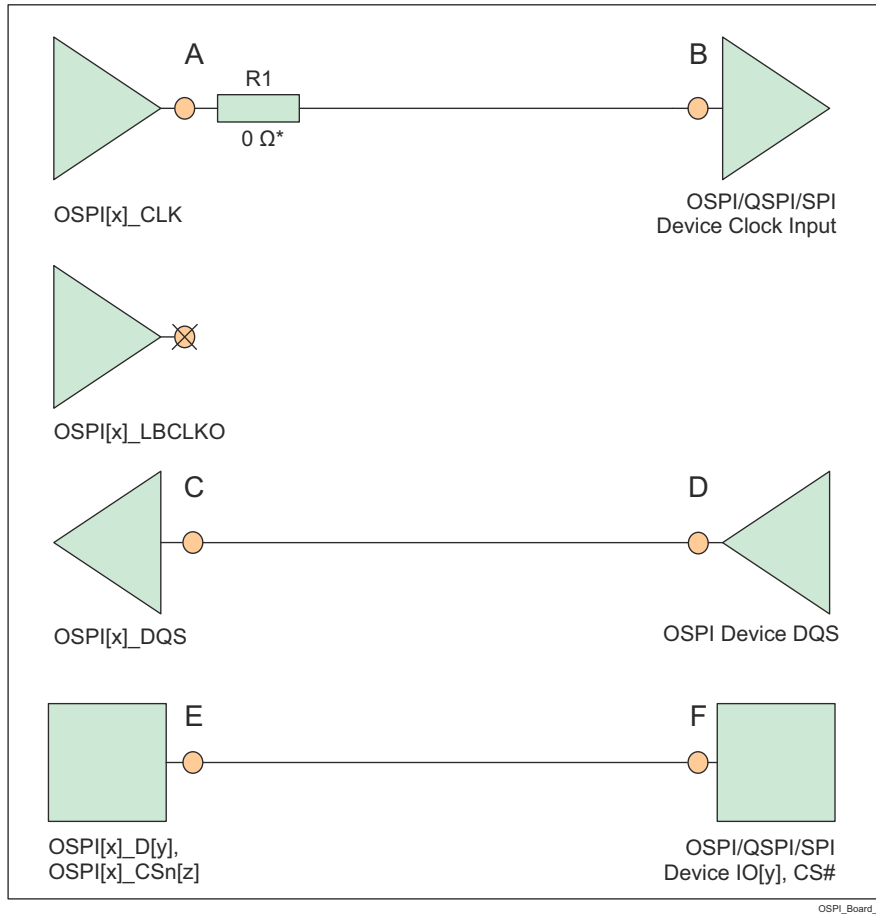 A
B
R1
0 Ω*
OSPI[x]_CLK
OSPI/QSPI/SPI
Device Clock Input
OSPI[x]_LBCLKO
C
D
OSPI[x]_DQS
OSPI Device DQS
E
F
OSPI[x]_D[y],
OSPI[x]_CSn[z]
OSPI/QSPI/SPI
Device IO[y], CS#
OSPI_Board_